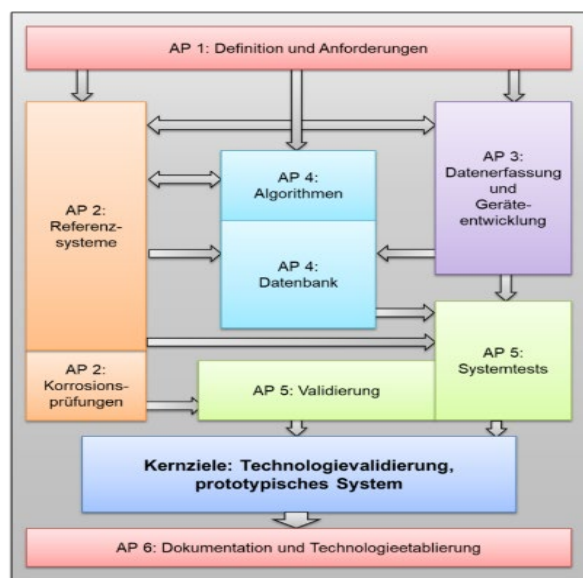 AP 1: Definition und Anforderungen
AP 2:
Referenz-
systeme
AP 4:
Algorithmen
AP 3:
Datenerfassung
und
Geräte-
entwicklung
AP 4:
Datenbank
AP 2:
Korrosions-
prüfungen
AP 5: Validierung
AP 5:
Systemtests
Kernziele: Technologievalidierung,
prototypisches System
AP 6: Dokumentation und Technologieetablierung